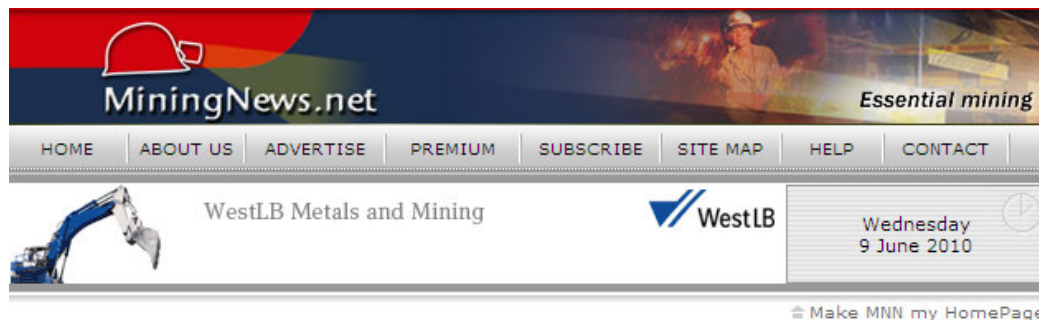 MiningNews.net
Essential mining
HOME ABOUT US ADVERTISE PREMIUM SUBSCRIBE SITE MAP HELP CONTACT
WestLB Metals and Mining
WestLB
Wednesday
9 June 2010
Make MNN my HomePage